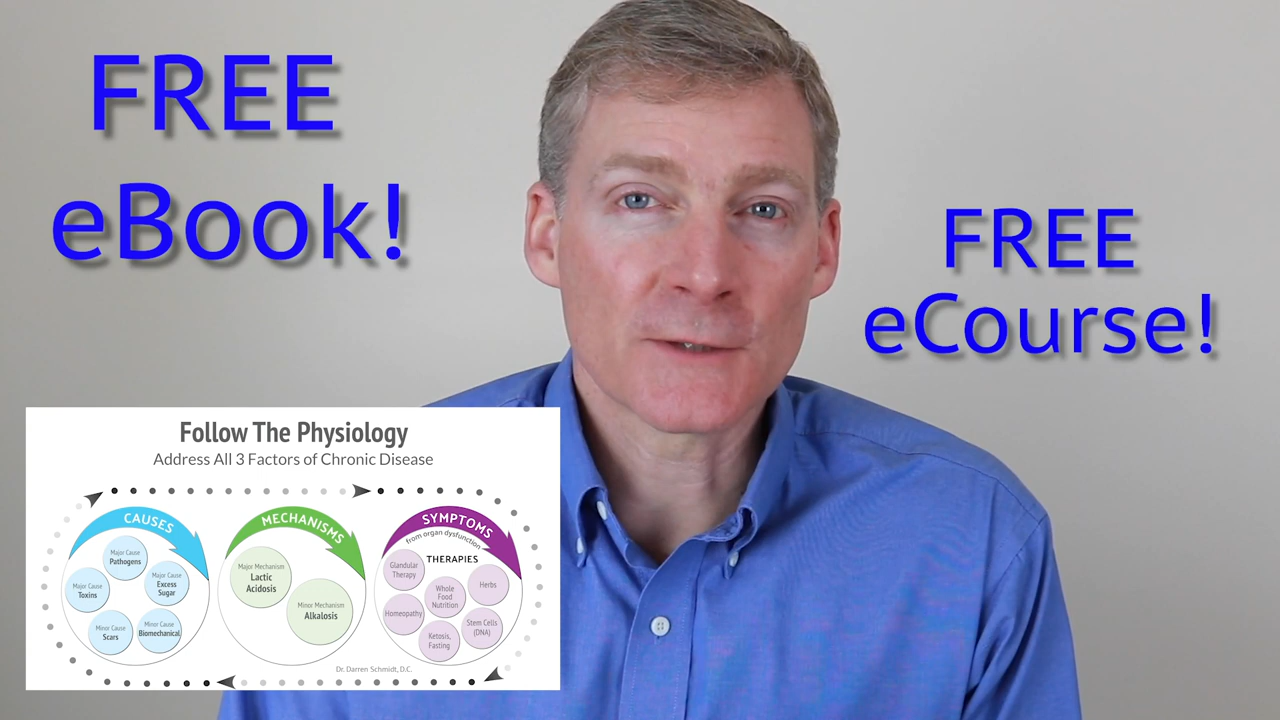 FREE
eBook!
FREE
eCourse!
Follow The Physiology
Address All 3 Factors of Chronic Disease
CAUSES
Major Cause
Pathogens
Major Cause
Toxins
Major Cause
Excess
Sugar
Minor Cause
Scars
Minor Cause
Biomechanical
MECHANISMS
Major Mechanism
Lactic
Acidosis
Minor Mechanism
Alkalosis
SYMPTOMS
from organ dysfunction
THERAPIES
Glandular
Therapy
Whole
Food
Nutrition
Herbs
Homeopathy
Ketosis,
Fasting
Stem Cells
(DNA)
Dr. Darren Schmidt, D.C.